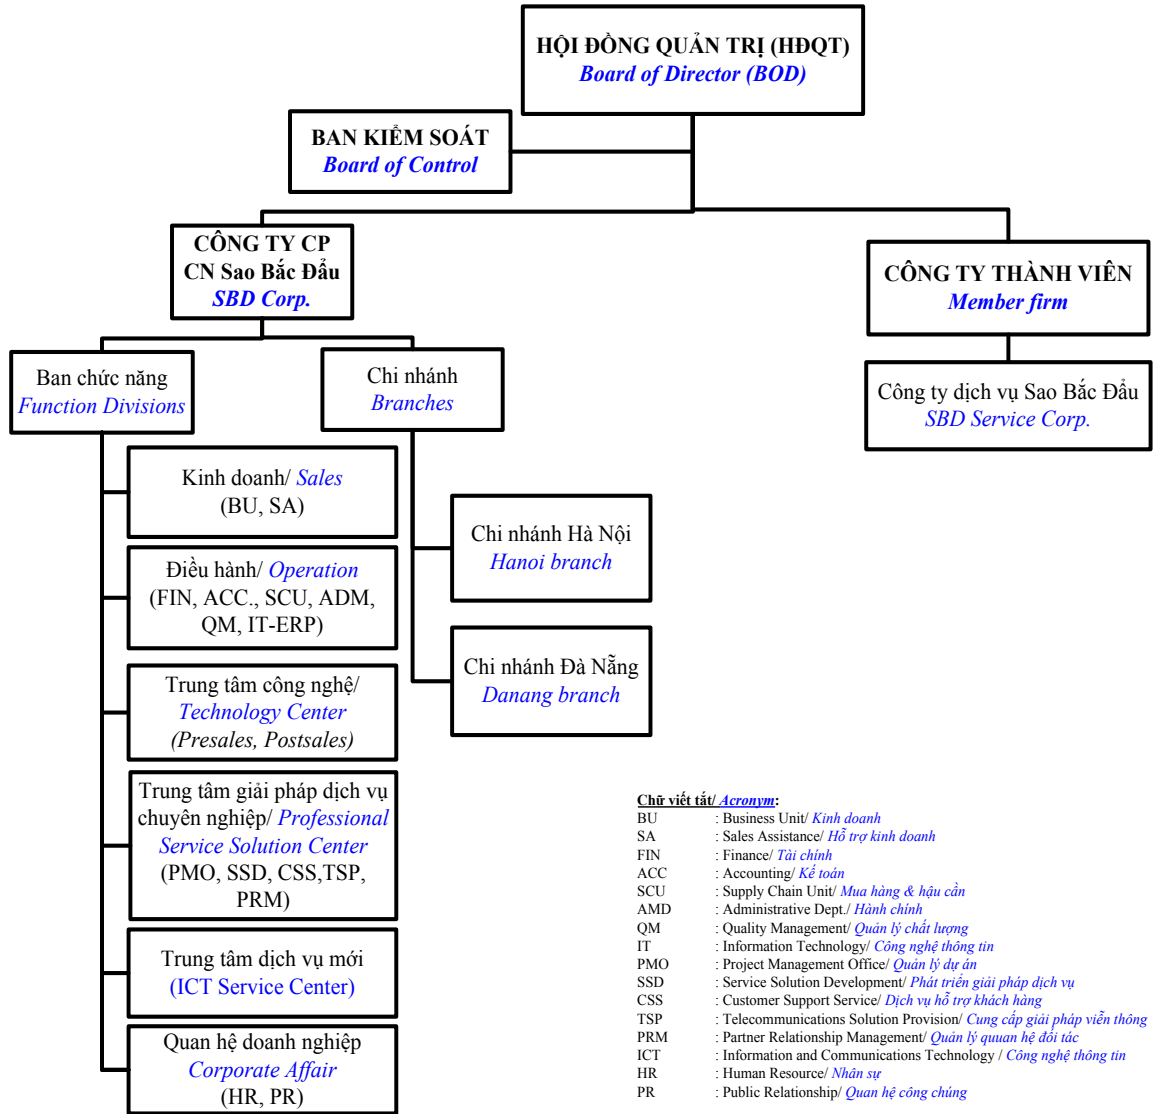 HỘI ĐỒNG QUẢN TRỊ (HĐQT)
Board of Director (BOD)
BAN KIỂM SOÁT
Board of Control
CÔNG TY CP
CN Sao Bắc Đẩu
SBD Corp.
CÔNG TY THÀNH VIÊN
Member firm
Ban chức năng
Function Divisions
Chi nhánh
Branches
Công ty dịch vụ Sao Bắc Đẩu
SBD Service Corp.
Kinh doanh/ Sales
(BU, SA)
Điều hành/ Operation
(FIN, ACC., SCU, ADM,
QM, IT-ERP)
Trung tâm công nghệ/
Technology Center
(Presales, Postsales)
Trung tâm giải pháp dịch vụ
chuyên nghiệp/ Professional
Service Solution Center
(PMO, SSD, CSS,TSP,
PRM)
Trung tâm dịch vụ mới
(ICT Service Center)
Quan hệ doanh nghiệp
Corporate Affair
(HR, PR)
Chi nhánh Hà Nội
Hanoi branch
Chi nhánh Đà Nẵng
Danang branch
Chữ viết tắt/ Acronym:
BU : Business Unit/ Kinh doanh
SA : Sales Assistance/ Hỗ trợ kinh doanh
FIN : Finance/ Tài chính
ACC : Accounting/ Kế toán
SCU : Supply Chain Unit/ Mua hàng & hậu cần
AMD : Administrative Dept./ Hành chính
QM : Quality Management/ Quản lý chất lượng
IT : Information Technology/ Công nghệ thông tin
PMO : Project Management Office/ Quản lý dự án
SSD : Service Solution Development/ Phát triển giải pháp dịch vụ
CSS : Customer Support Service/ Dịch vụ hỗ trợ khách hàng
TSP : Telecommunications Solution Provision/ Cung cấp giải pháp viễn thông
PRM : Partner Relationship Management/ Quản lý quuan hệ đối tác
ICT : Information and Communications Technology / Công nghệ thông tin
HR : Human Resource/ Nhân sự
PR : Public Relationship/ Quan hệ công chúng